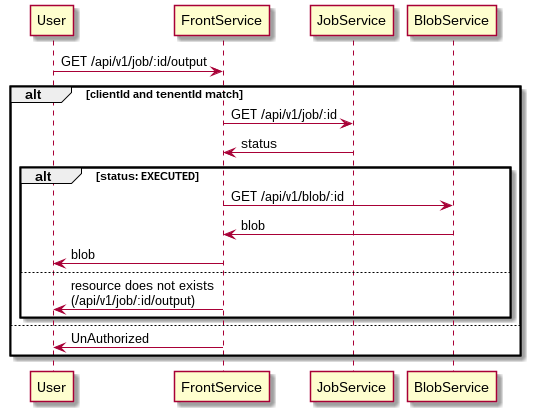 User FrontService JobService BlobService
GET /api/v1/job/:id/output
alt [clientId and tenentId match]
GET /api/v1/job/:id
status
alt [status: EXECUTED]
GET /api/v1/blob/:id
blob
blob
resource does not exists
(/api/v1/job/:id/output)
UnAuthorized
User FrontService JobService BlobService